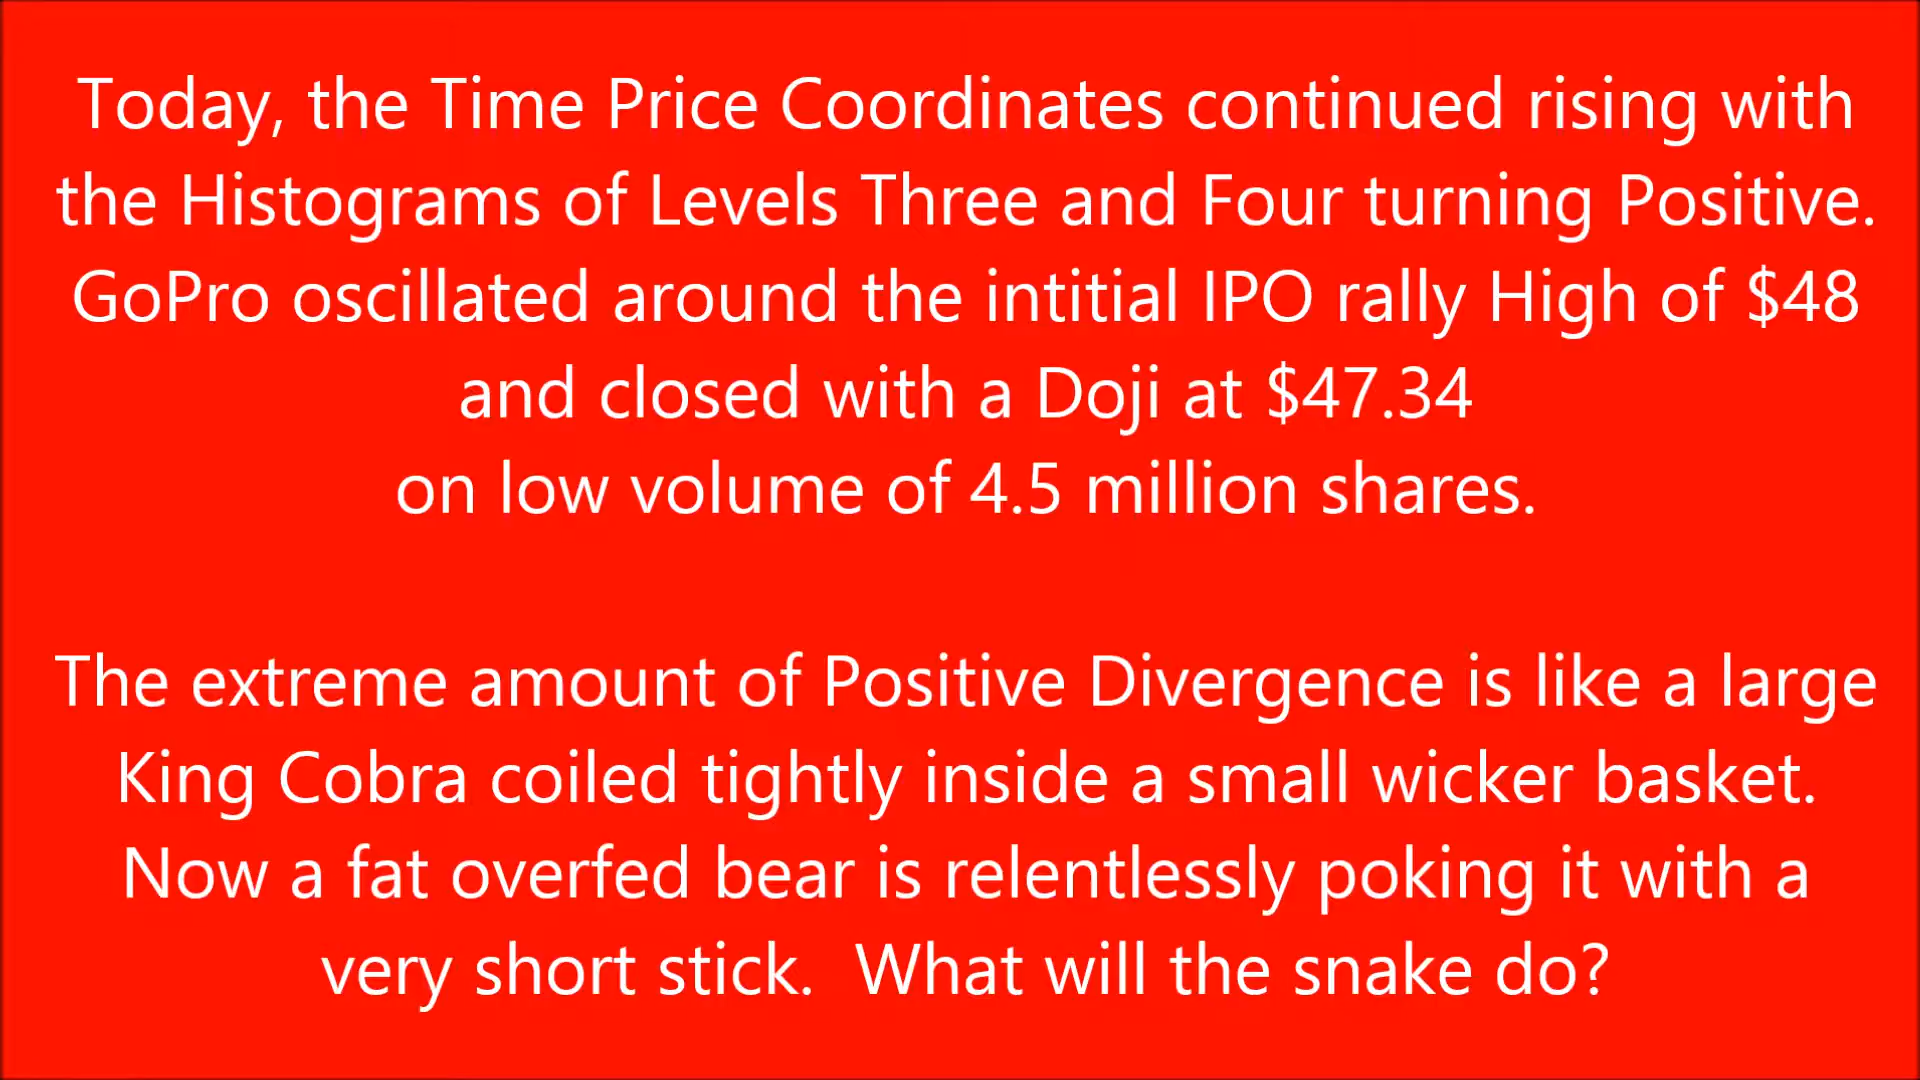 Today, the Time Price Coordinates continued rising with
the Histograms of Levels Three and Four turning Positive.
GoPro oscillated around the intitial IPO rally High of $48
and closed with a Doji at $47.34
on low volume of 4.5 million shares.
The extreme amount of Positive Divergence is like a large
King Cobra coiled tightly inside a small wicker basket.
Now a fat overfed bear is relentlessly poking it with a
very short stick.  What will the snake do?